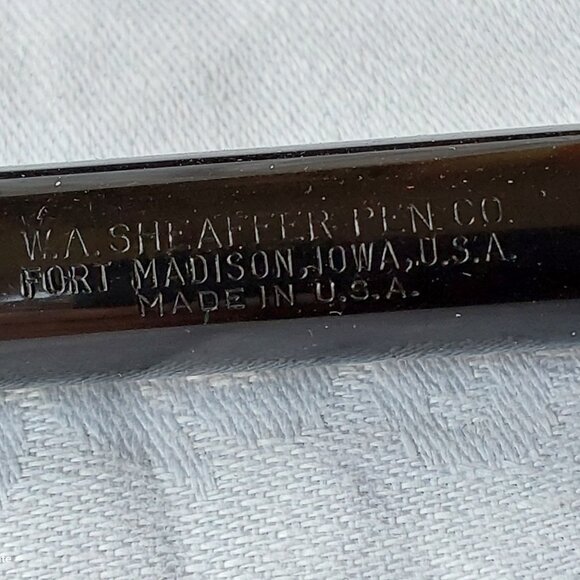 W.A. SHEAFFER PEN CO.
FORT MADISON, IOWA, U.S.A.
MADE IN U.S.A.